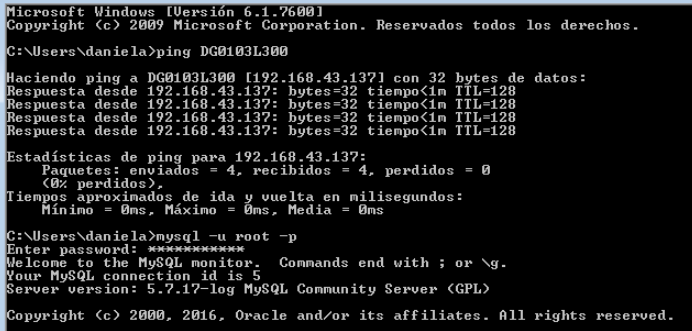 Microsoft Windows [Versión 6.1.7600]
Copyright (c) 2009 Microsoft Corporation. Reservados todos los derechos.
C:\Users\daniela>ping DG0103L300
Haciendo ping a DG0103L300 [192.168.43.137] con 32 bytes de datos:
Respuesta desde 192.168.43.137: bytes=32 tiempo<1m TTL=128
Respuesta desde 192.168.43.137: bytes=32 tiempo<1m TTL=128
Respuesta desde 192.168.43.137: bytes=32 tiempo<1m TTL=128
Respuesta desde 192.168.43.137: bytes=32 tiempo<1m TTL=128
Estadísticas de ping para 192.168.43.137:
Paquetes: enviados = 4, recibidos = 4, perdidos = 0
(0% perdidos),
Tiempos aproximados de ida y vuelta en milisegundos:
Mínimo = 0ms, Máximo = 0ms, Media = 0ms
C:\Users\daniela>mysql -u root -p
Enter password: ***********
Welcome to the MySQL monitor.  Commands end with ; or \g.
Your MySQL connection id is 5
Server version: 5.7.17-log MySQL Community Server (GPL)
Copyright (c) 2000, 2016, Oracle and/or its affiliates. All rights reserved.